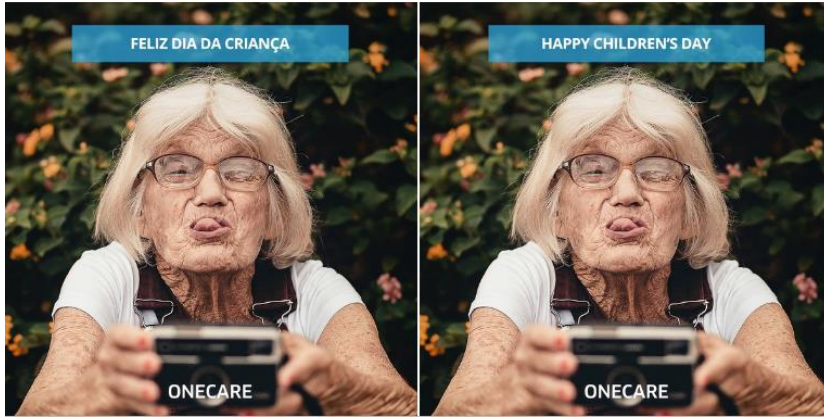 FELIZ DIA DA CRIANÇA
ONECARE
HAPPY CHILDREN'S DAY
ONECARE